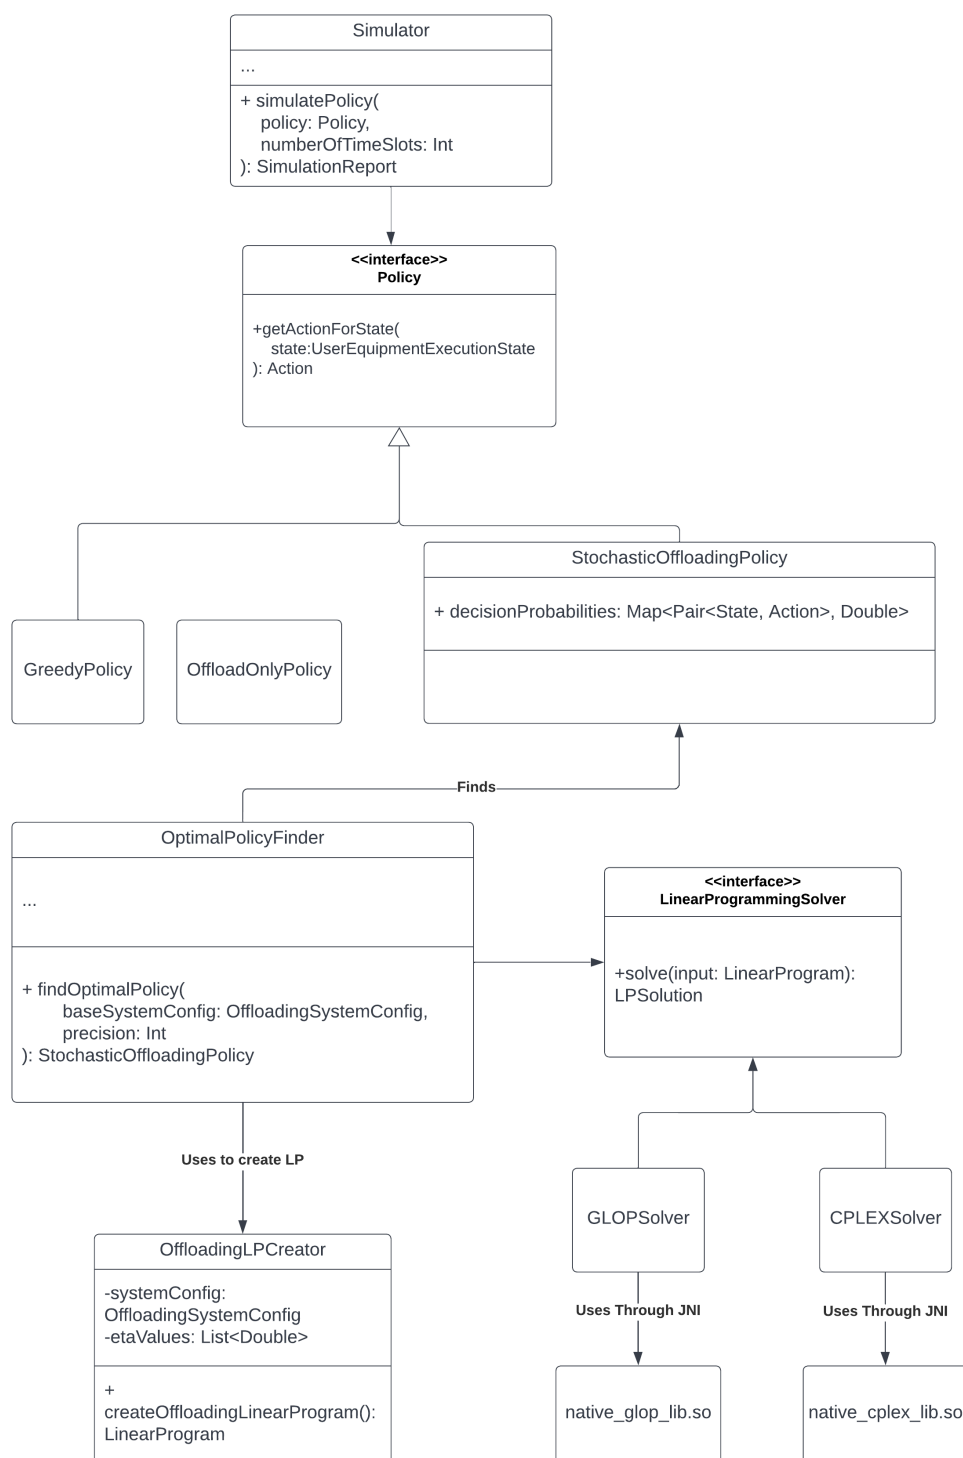 Simulator
...
+ simulatePolicy(
policy: Policy,
numberOfTimeSlots: Int
): SimulationReport
<<interface>>
Policy
+getActionForState(
state:UserEquipmentExecutionState
): Action
StochasticOffloadingPolicy
+ decisionProbabilities: Map<Pair<State, Action>, Double>
GreedyPolicy
OffloadOnlyPolicy
Finds
OptimalPolicyFinder
...
+ findOptimalPolicy(
baseSystemConfig: OffloadingSystemConfig,
precision: Int
): StochasticOffloadingPolicy
<<interface>>
LinearProgrammingSolver
+solve(input: LinearProgram):
LPSolution
Uses to create LP
GLOPSolver
CPLEXSolver
OffloadingLPCreator
-systemConfig:
OffloadingSystemConfig
-etaValues: List<Double>
+
createOffloadingLinearProgram():
LinearProgram
Uses Through JNI
Uses Through JNI
native_glop_lib.so
native_cplex_lib.so